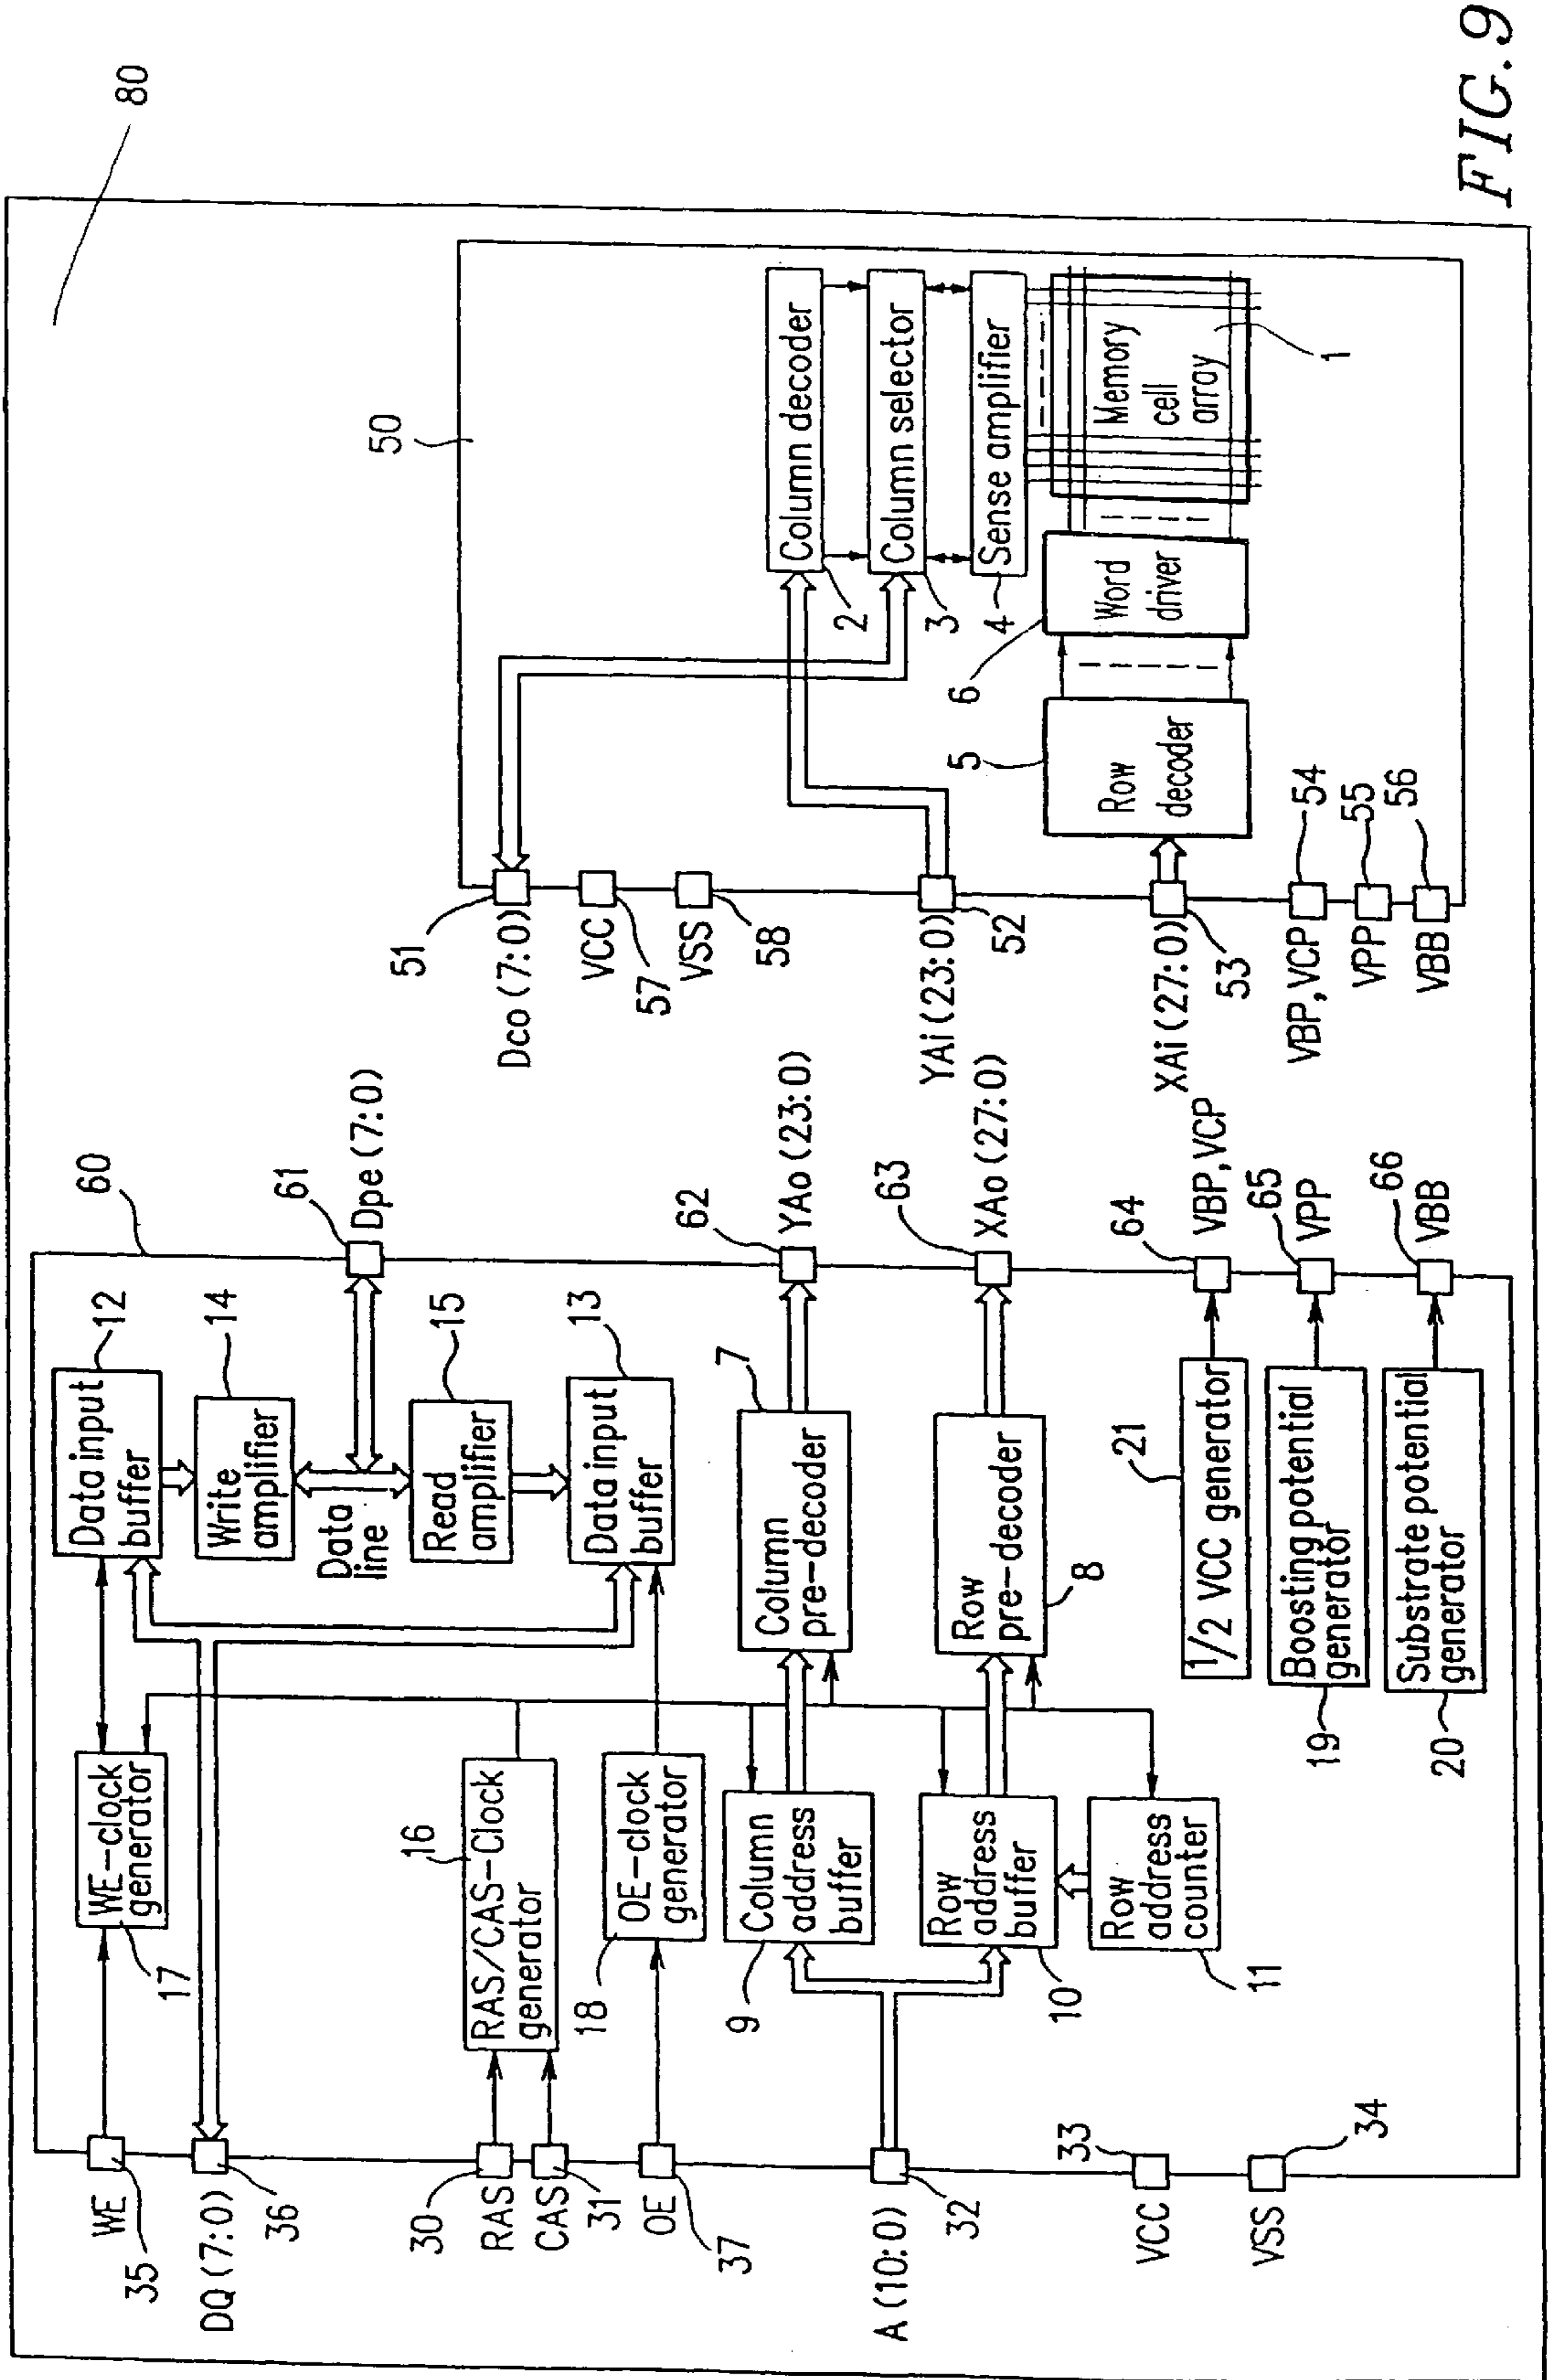 80
60
50
WE
35
17
WE-clock
generator
12
Data input
buffer
14
Write
amplifier
Data
line
61
Dpe (7:0)
15
Read
amplifier
13
Data input
buffer
DQ (7:0)
36
30
RAS
CAS
31
16
RAS/CAS-Clock
generator
18
OE-clock
generator
OE
37
A (10:0)
32
9
Column
address
buffer
7
Column
pre-decoder
62
YAo (23:0)
10
Row
address
buffer
Row
pre-decoder
8
63
XAo (27:0)
11
Row
address
counter
VCC
33
VSS
34
21
1/2 VCC generator
64
VBP,VCP
19
Boosting potential
generator
65
VPP
20
Substrate potential
generator
66
VBB
51
Dco (7:0)
VCC
57
VSS
58
YAi (23:0)
52
XAi (27:0)
53
VBP,VCP
54
VPP
55
VBB
56
Column decoder
2
Column selector
3
Sense amplifier
4
5
Row
decoder
6
Word
driver
Memory
cell
array
1
FIG.9